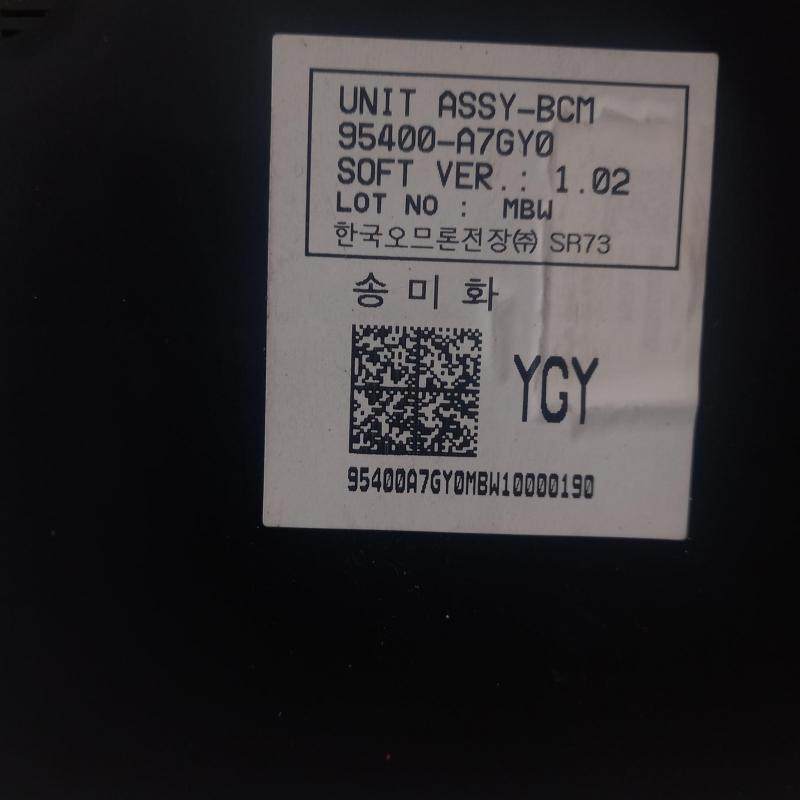 UNIT ASSY-BCM
95400-A7GY0
SOFT VER.: 1.02
LOT NO : MBW
한국오므론전장㈜ SR73
송미화
YGY
95400A7GY0MBW10000190